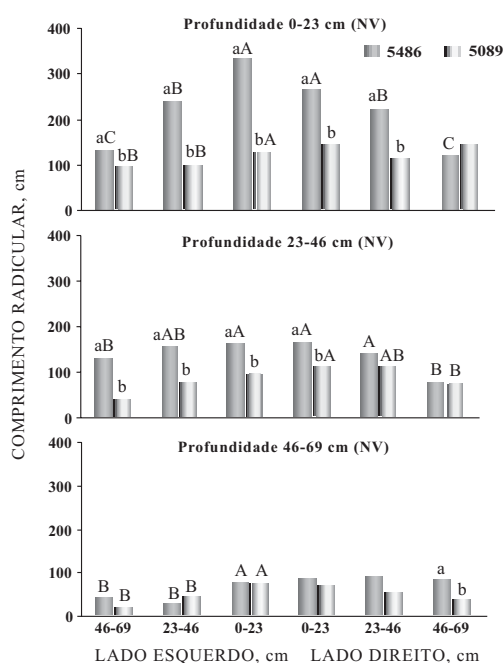 Profundidade 0-23 cm (NV)
5486 5089
400
300
200
100
0
aC bB aB bB aA bA aA b aB b C
Profundidade 23-46 cm (NV)
400
300
200
100
0
aB b aAB b aA b aA bA A AB B B
Profundidade 46-69 cm (NV)
400
300
200
100
0
B B B B A A a b
46-69 23-46 0-23 0-23 23-46 46-69
LADO ESQUERDO, cm LADO DIREITO, cm
COMPRIMENTO RADICULAR, cm